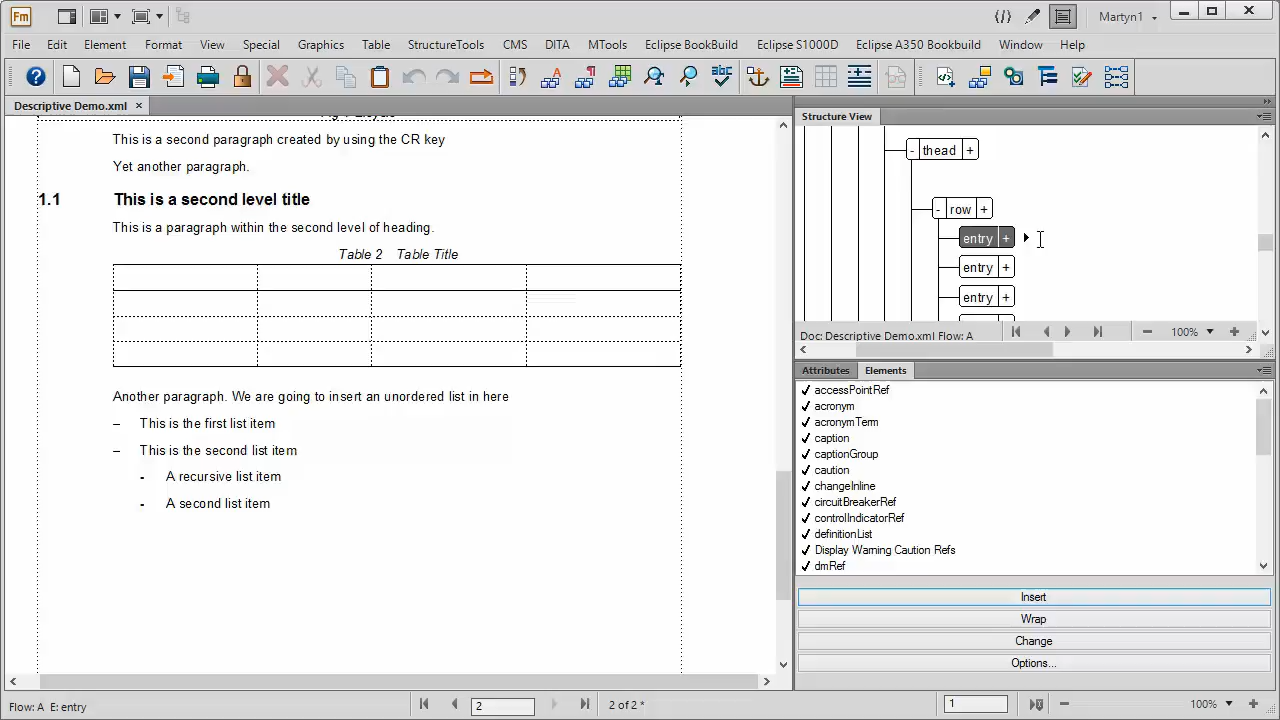 Fm Martyn1
File Edit Element Format View Special Graphics Table StructureTools CMS DITA MTools Eclipse BookBuild Eclipse S1000D Eclipse A350 Bookbuild Window Help
Descriptive Demo.xml ×
Structure View
This is a second paragraph created by using the CR key
- thead +
Yet another paragraph.
1.1 This is a second level title
- row +
This is a paragraph within the second level of heading.
entry +
Table 2 Table Title
entry +
entry +
Doc: Descriptive Demo.xml Flow: A 100%
Attributes Elements
accessPointRef
Another paragraph. We are going to insert an unordered list in here
acronym
– This is the first list item
acronymTerm
caption
– This is the second list item
captionGroup
caution
- A recursive list item
changeInline
- A second list item
circuitBreakerRef
controlIndicatorRef
definitionList
Display Warning Caution Refs
dmRef
Insert
Wrap
Change
Options...
Flow: A E: entry 2 2 of 2 * 1 100%